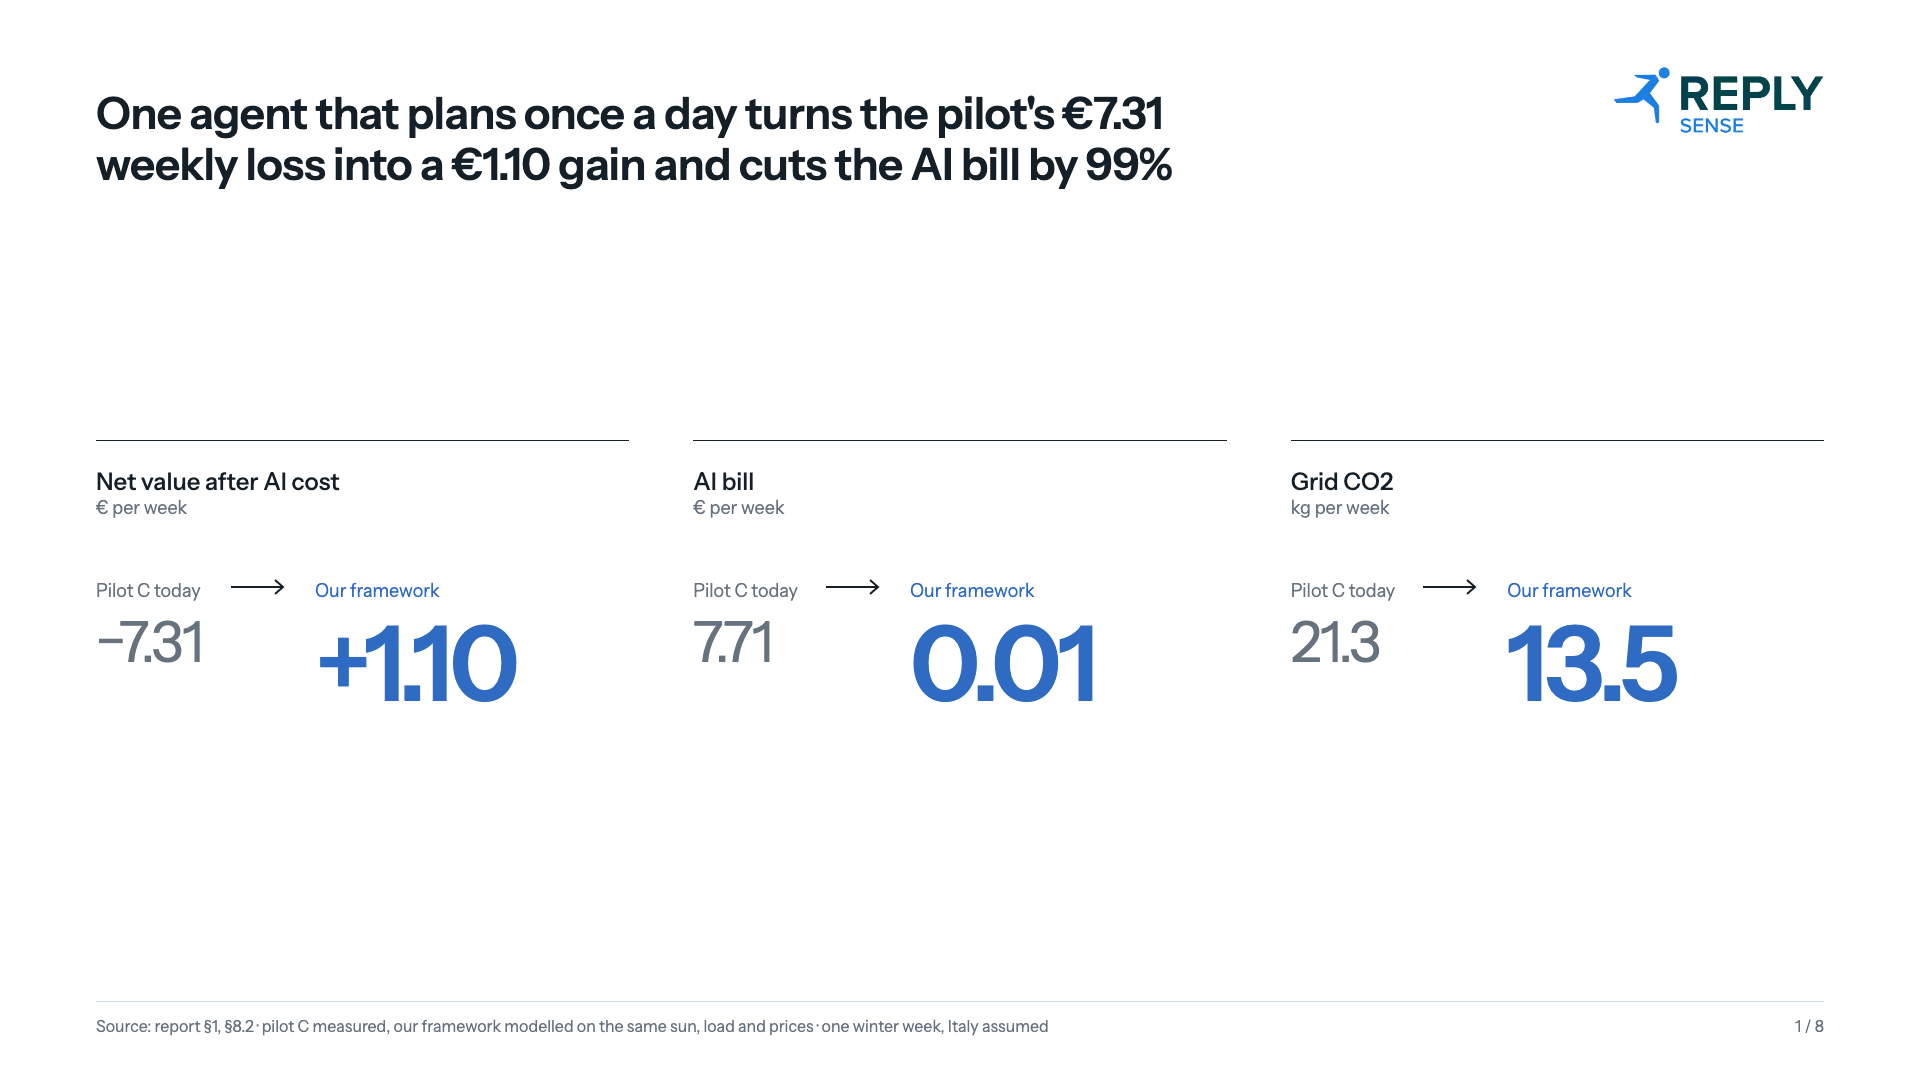 One agent that plans once a day turns the pilot's €7.31
weekly loss into a €1.10 gain and cuts the AI bill by 99%
REPLY
SENSE
Net value after AI cost
€ per week
Pilot C today → Our framework
−7.31 +1.10
AI bill
€ per week
Pilot C today → Our framework
7.71 0.01
Grid CO2
kg per week
Pilot C today → Our framework
21.3 13.5
Source: report §1, §8.2 · pilot C measured, our framework modelled on the same sun, load and prices · one winter week, Italy assumed
1 / 8